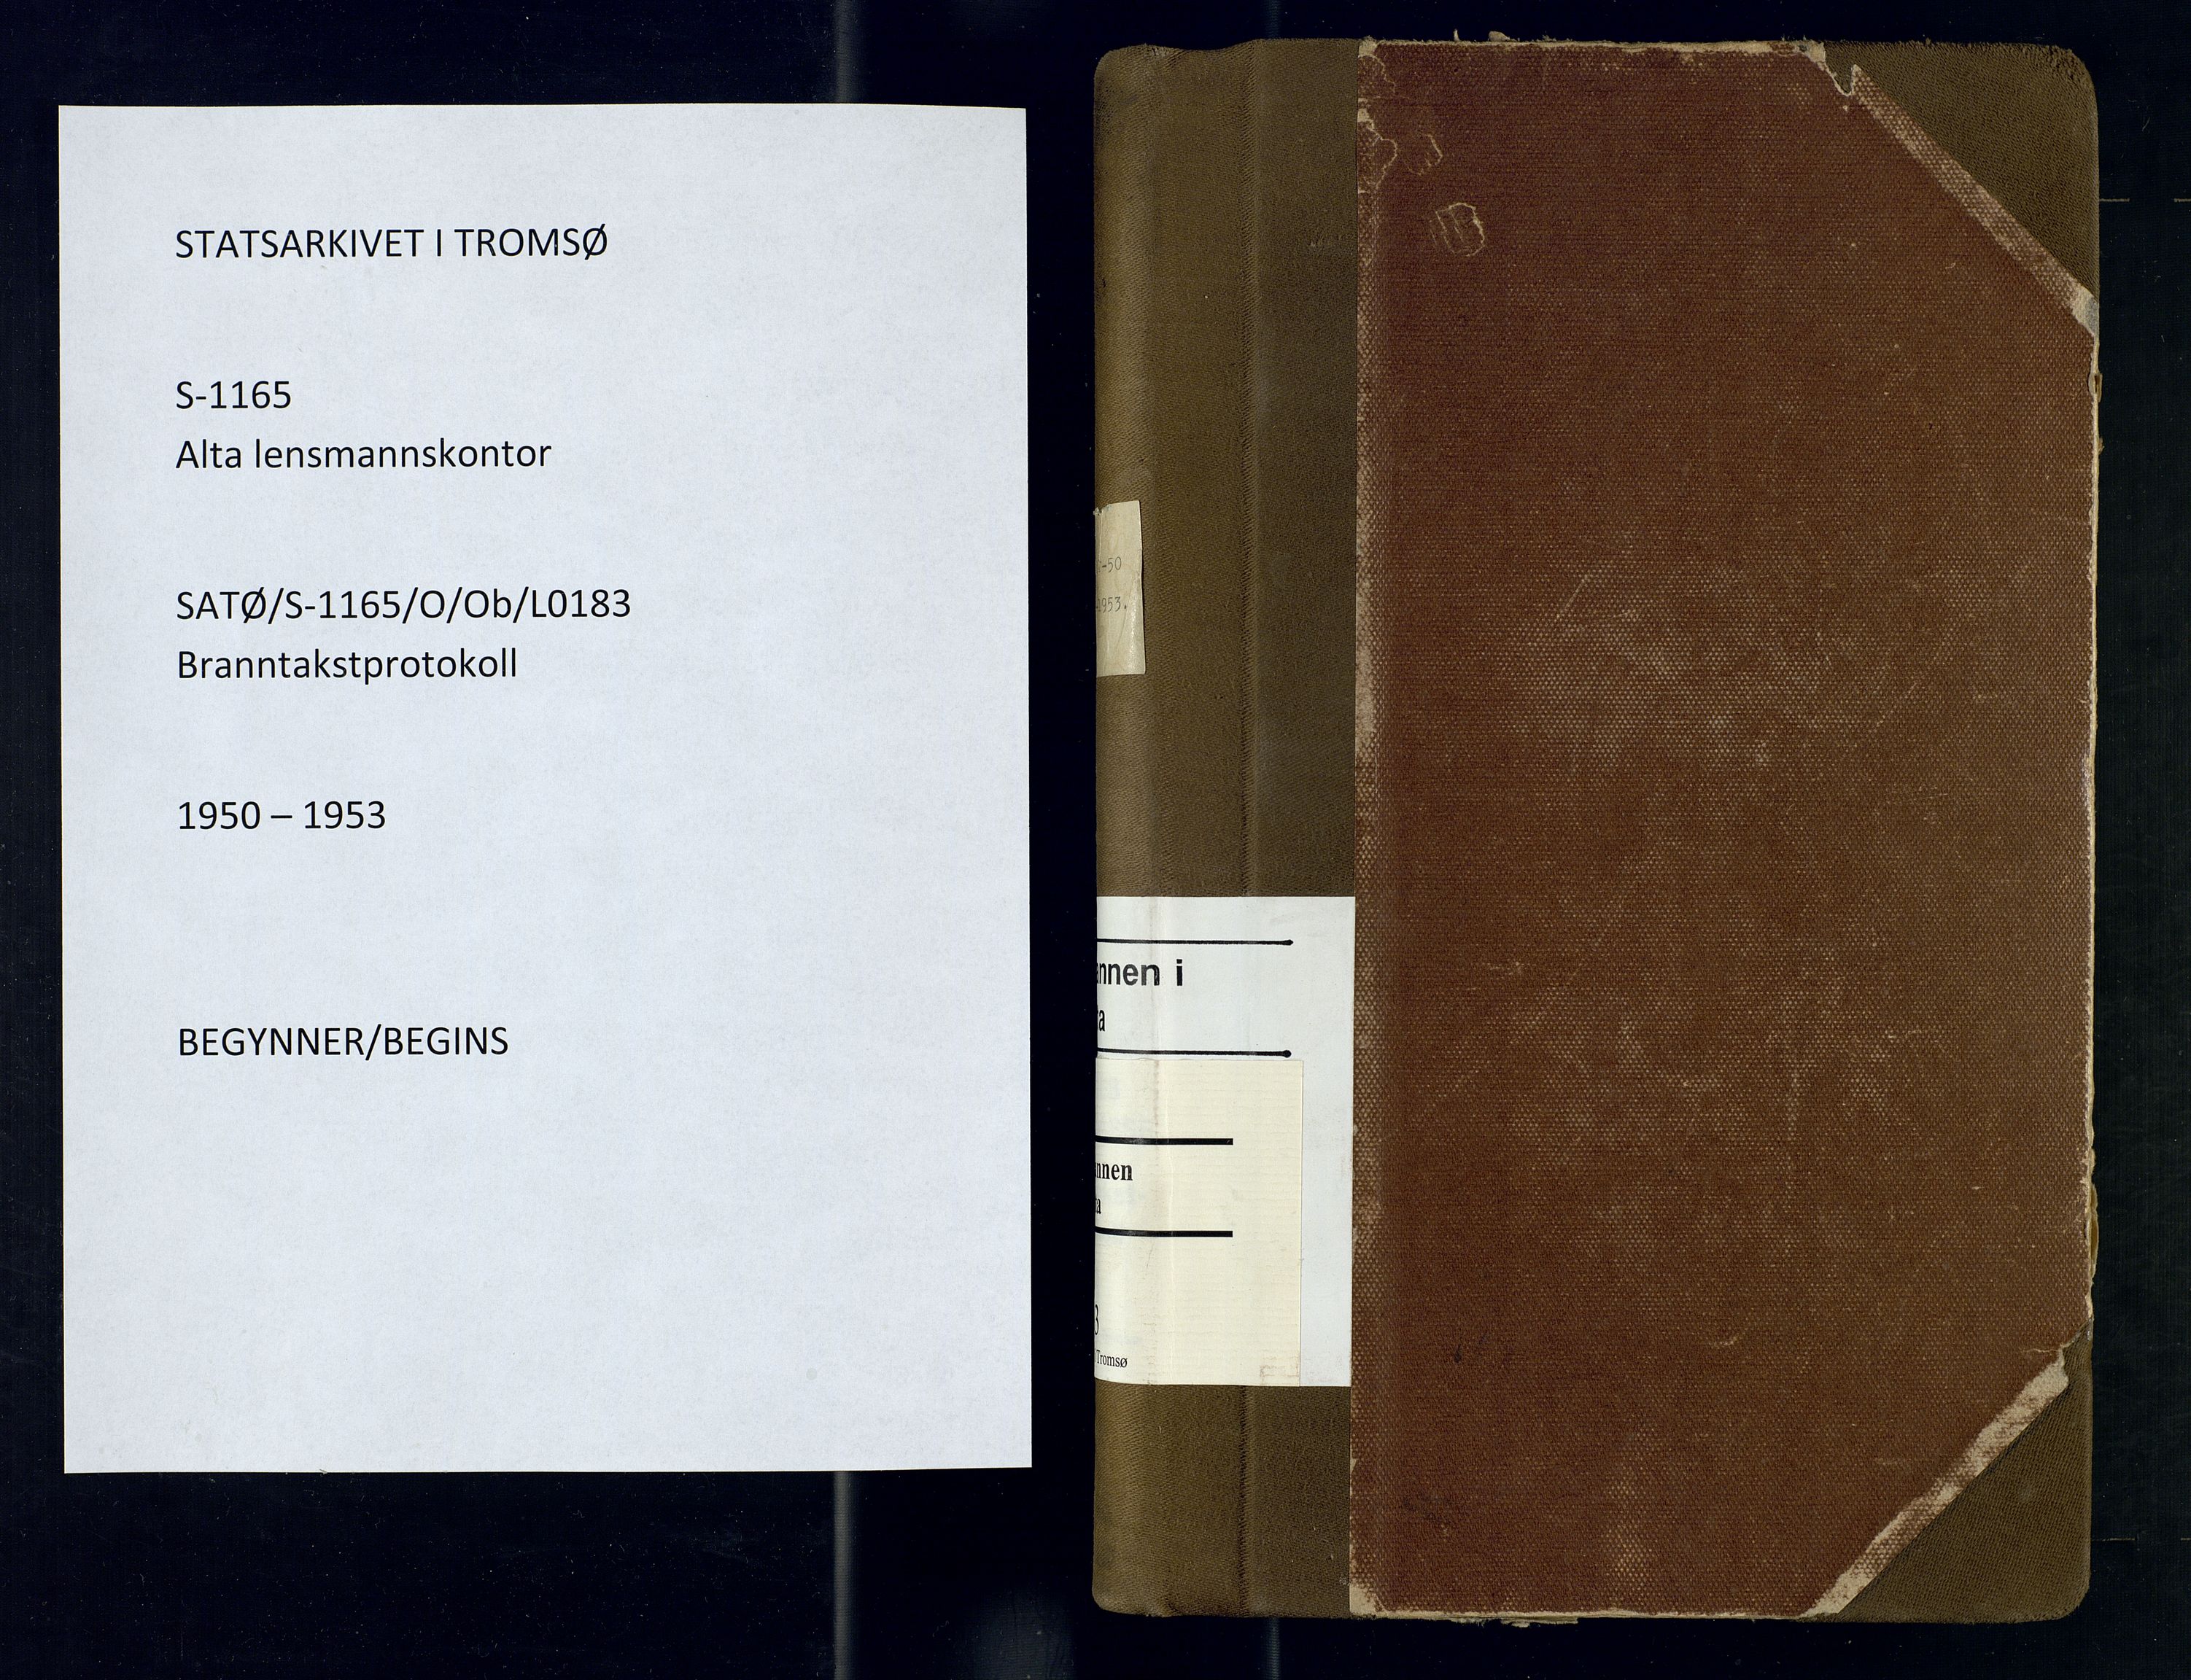 STATSARKIVET I TROMSØ
S-1165
Alta lensmannskontor
SATØ/S-1165/O/Ob/L0183
Branntakstprotokoll
1950 – 1953
BEGYNNER/BEGINS
-50
1953.
nnen i
a
nnen
a
3
Tromsø